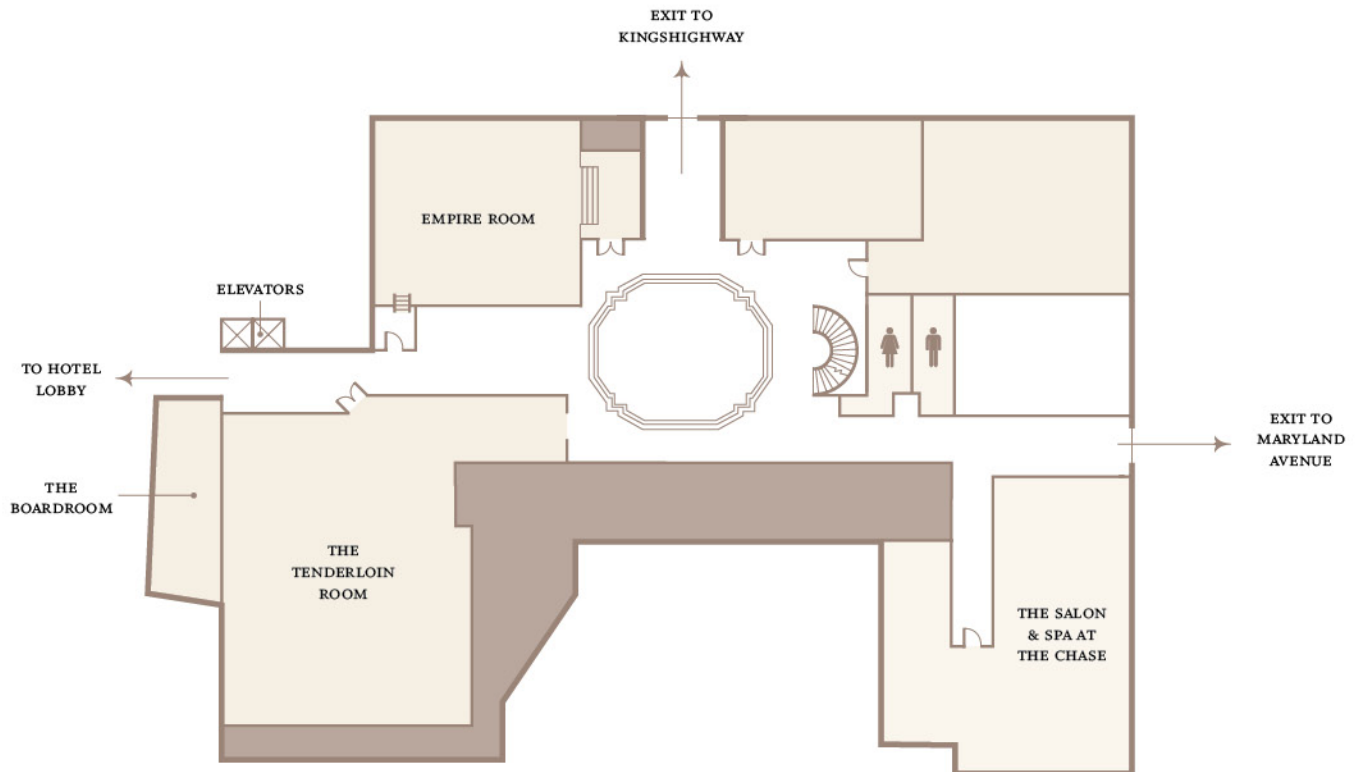 EXIT TO
KINGSHIGHWAY
EMPIRE ROOM
ELEVATORS
TO HOTEL
LOBBY
EXIT TO
MARYLAND
AVENUE
THE
BOARDROOM
THE
TENDERLOIN
ROOM
THE SALON
& SPA AT
THE CHASE